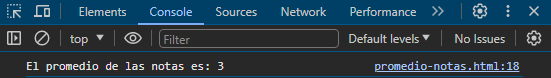 Elements Console Sources Network Performance
top Filter Default levels No Issues
El promedio de las notas es: 3 promedio-notas.html:18